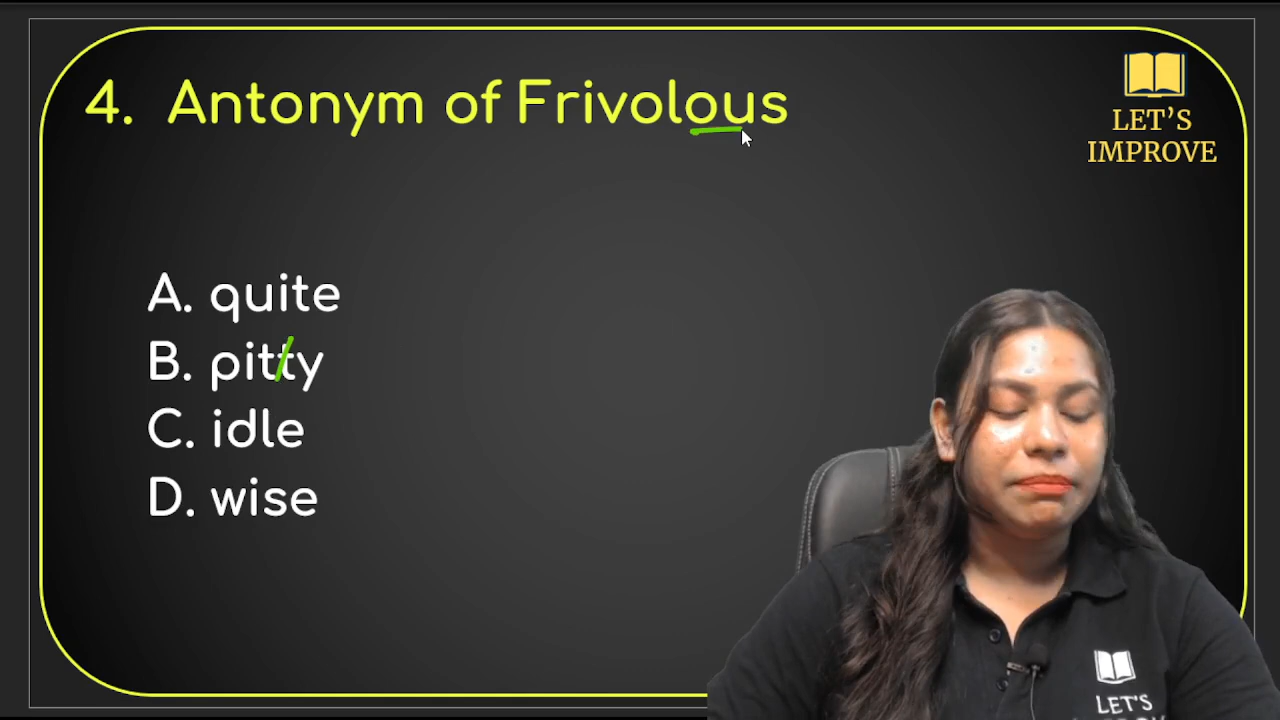 4. Antonym of Frivolous
LET'S
IMPROVE
A. quite
B. pitty
C. idle
D. wise
LET'S